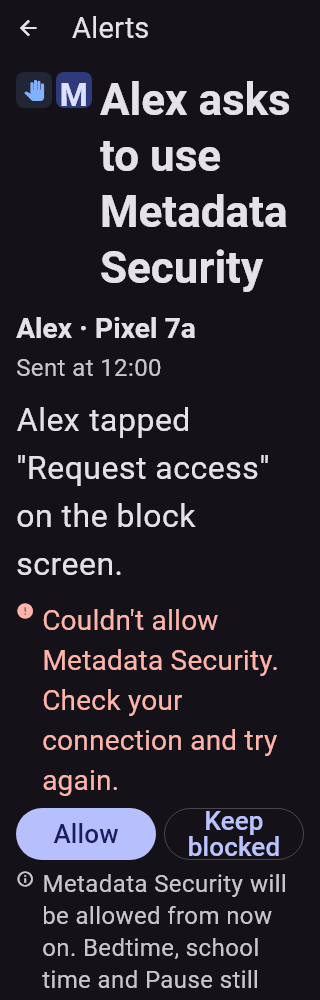 Alerts
M
Alex asks
to use
Metadata
Security
Alex · Pixel 7a
Sent at 12:00
Alex tapped
"Request access"
on the block
screen.
Couldn't allow
Metadata Security.
Check your
connection and try
again.
Allow
Keep
blocked
Metadata Security will
be allowed from now
on. Bedtime, school
time and Pause still